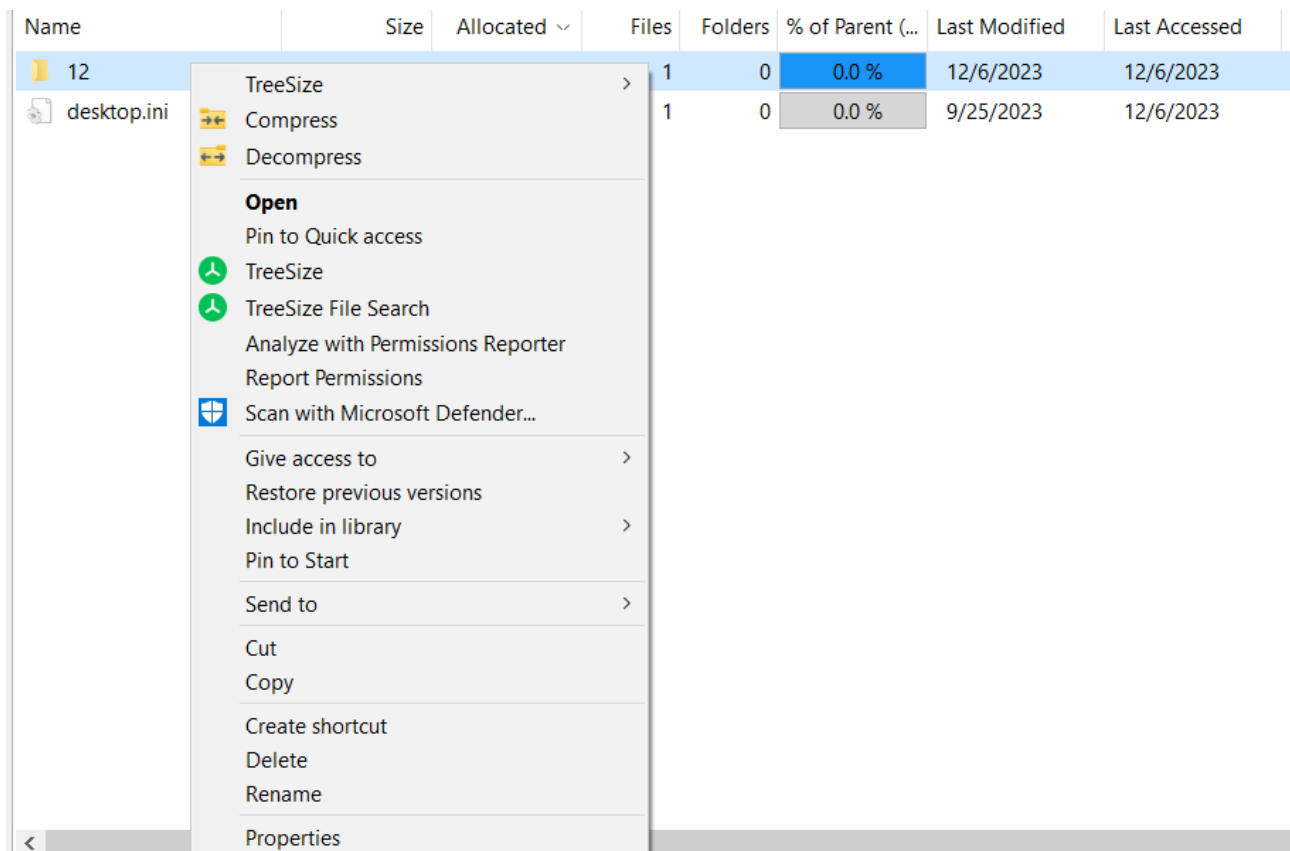 Name Size Allocated Files Folders % of Parent (... Last Modified Last Accessed
12 1 0 0.0 % 12/6/2023 12/6/2023
desktop.ini 1 0 0.0 % 9/25/2023 12/6/2023
TreeSize
Compress
Decompress
Open
Pin to Quick access
TreeSize
TreeSize File Search
Analyze with Permissions Reporter
Report Permissions
Scan with Microsoft Defender...
Give access to
Restore previous versions
Include in library
Pin to Start
Send to
Cut
Copy
Create shortcut
Delete
Rename
Properties